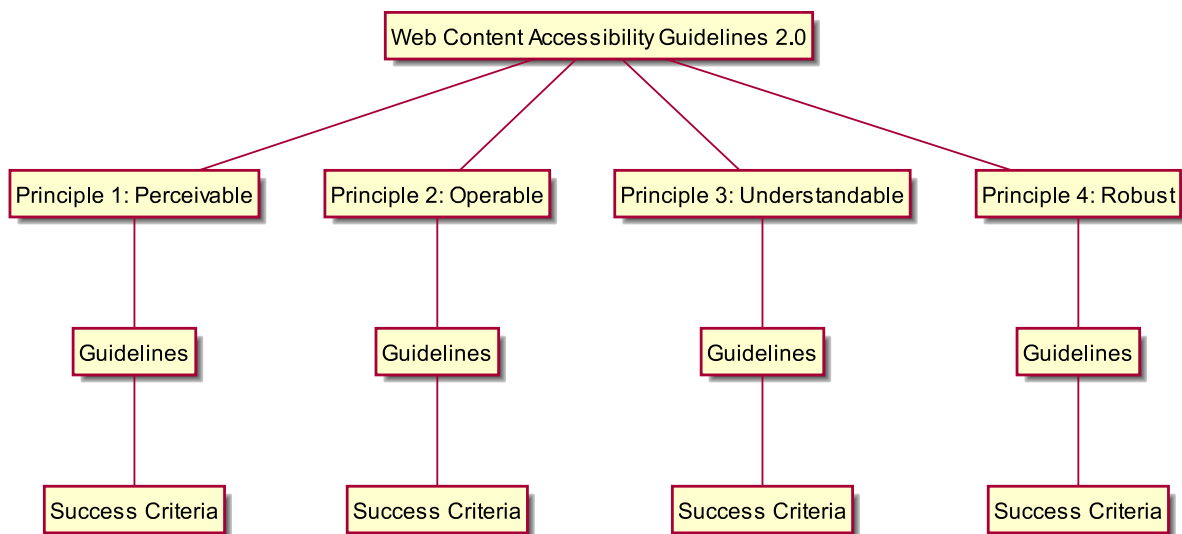 Web Content Accessibility Guidelines 2.0
Principle 1: Perceivable
Principle 2: Operable
Principle 3: Understandable
Principle 4: Robust
Guidelines
Guidelines
Guidelines
Guidelines
Success Criteria
Success Criteria
Success Criteria
Success Criteria